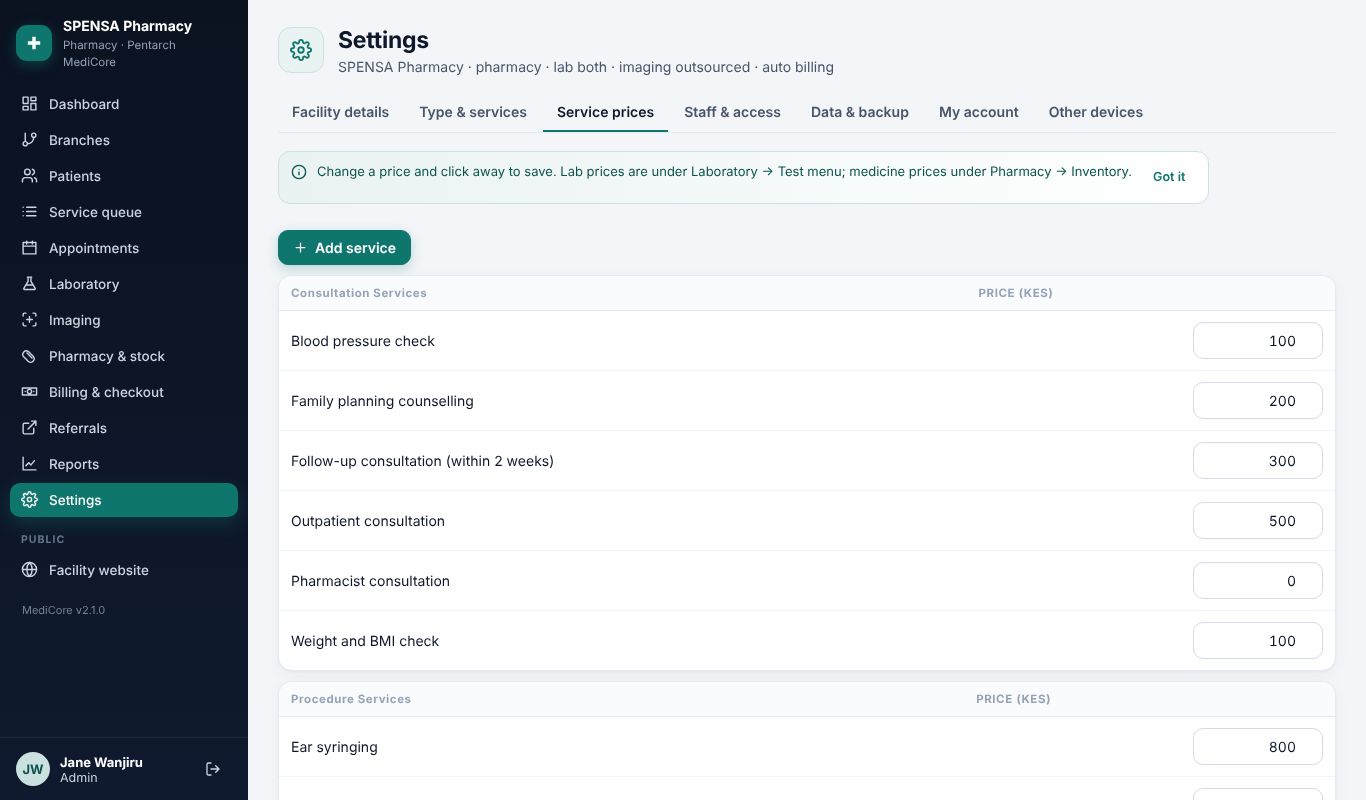 SPENSA Pharmacy
Pharmacy · Pentarch
MediCore
Dashboard
Branches
Patients
Service queue
Appointments
Laboratory
Imaging
Pharmacy & stock
Billing & checkout
Referrals
Reports
Settings
PUBLIC
Facility website
MediCore v2.1.0
JW
Jane Wanjiru
Admin
Settings
SPENSA Pharmacy · pharmacy · lab both · imaging outsourced · auto billing
Facility details Type & services Service prices Staff & access Data & backup My account Other devices
Change a price and click away to save. Lab prices are under Laboratory → Test menu; medicine prices under Pharmacy → Inventory. Got it
+ Add service
Consultation Services PRICE (KES)
Blood pressure check 100
Family planning counselling 200
Follow-up consultation (within 2 weeks) 300
Outpatient consultation 500
Pharmacist consultation 0
Weight and BMI check 100
Procedure Services PRICE (KES)
Ear syringing 800